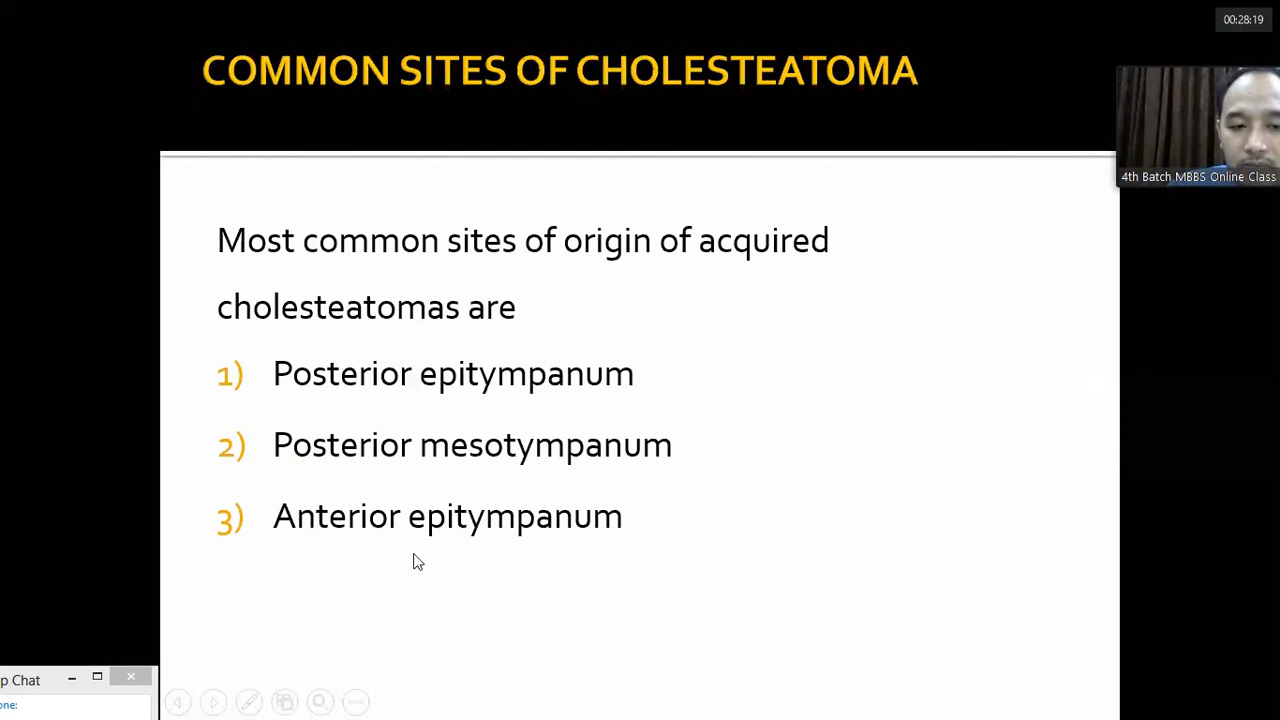 00:28:19
COMMON SITES OF CHOLESTEATOMA
4th Batch MBBS Online Class
Most common sites of origin of acquired
cholesteatomas are
1) Posterior epitympanum
2) Posterior mesotympanum
3) Anterior epitympanum
p Chat
one: